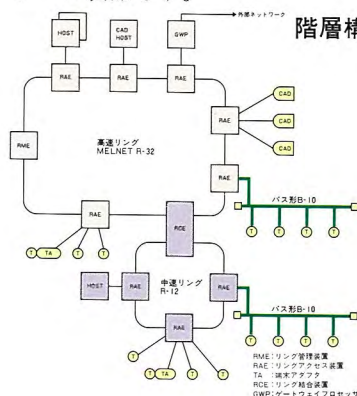 外部ネットワーク
階層構
HOST
CAD HOST
GWP
RAE
RAE
RAE
CAD
RAE
CAD
CAD
RME
高速リング
MELNET R-32
RAE
RAE
RCE
バス形B-10
T
TA
T
T
T
T
T
T
HOST
RAE
中速リング
R-12
RAE
バス形B-10
RAE
T
T
T
T
T
T
TA
T
T
RME：リング管理装置
RAE：リングアクセス装置
TA：端末アダプタ
RCE：リング結合装置
GWP：ゲートウェイプロセッサ